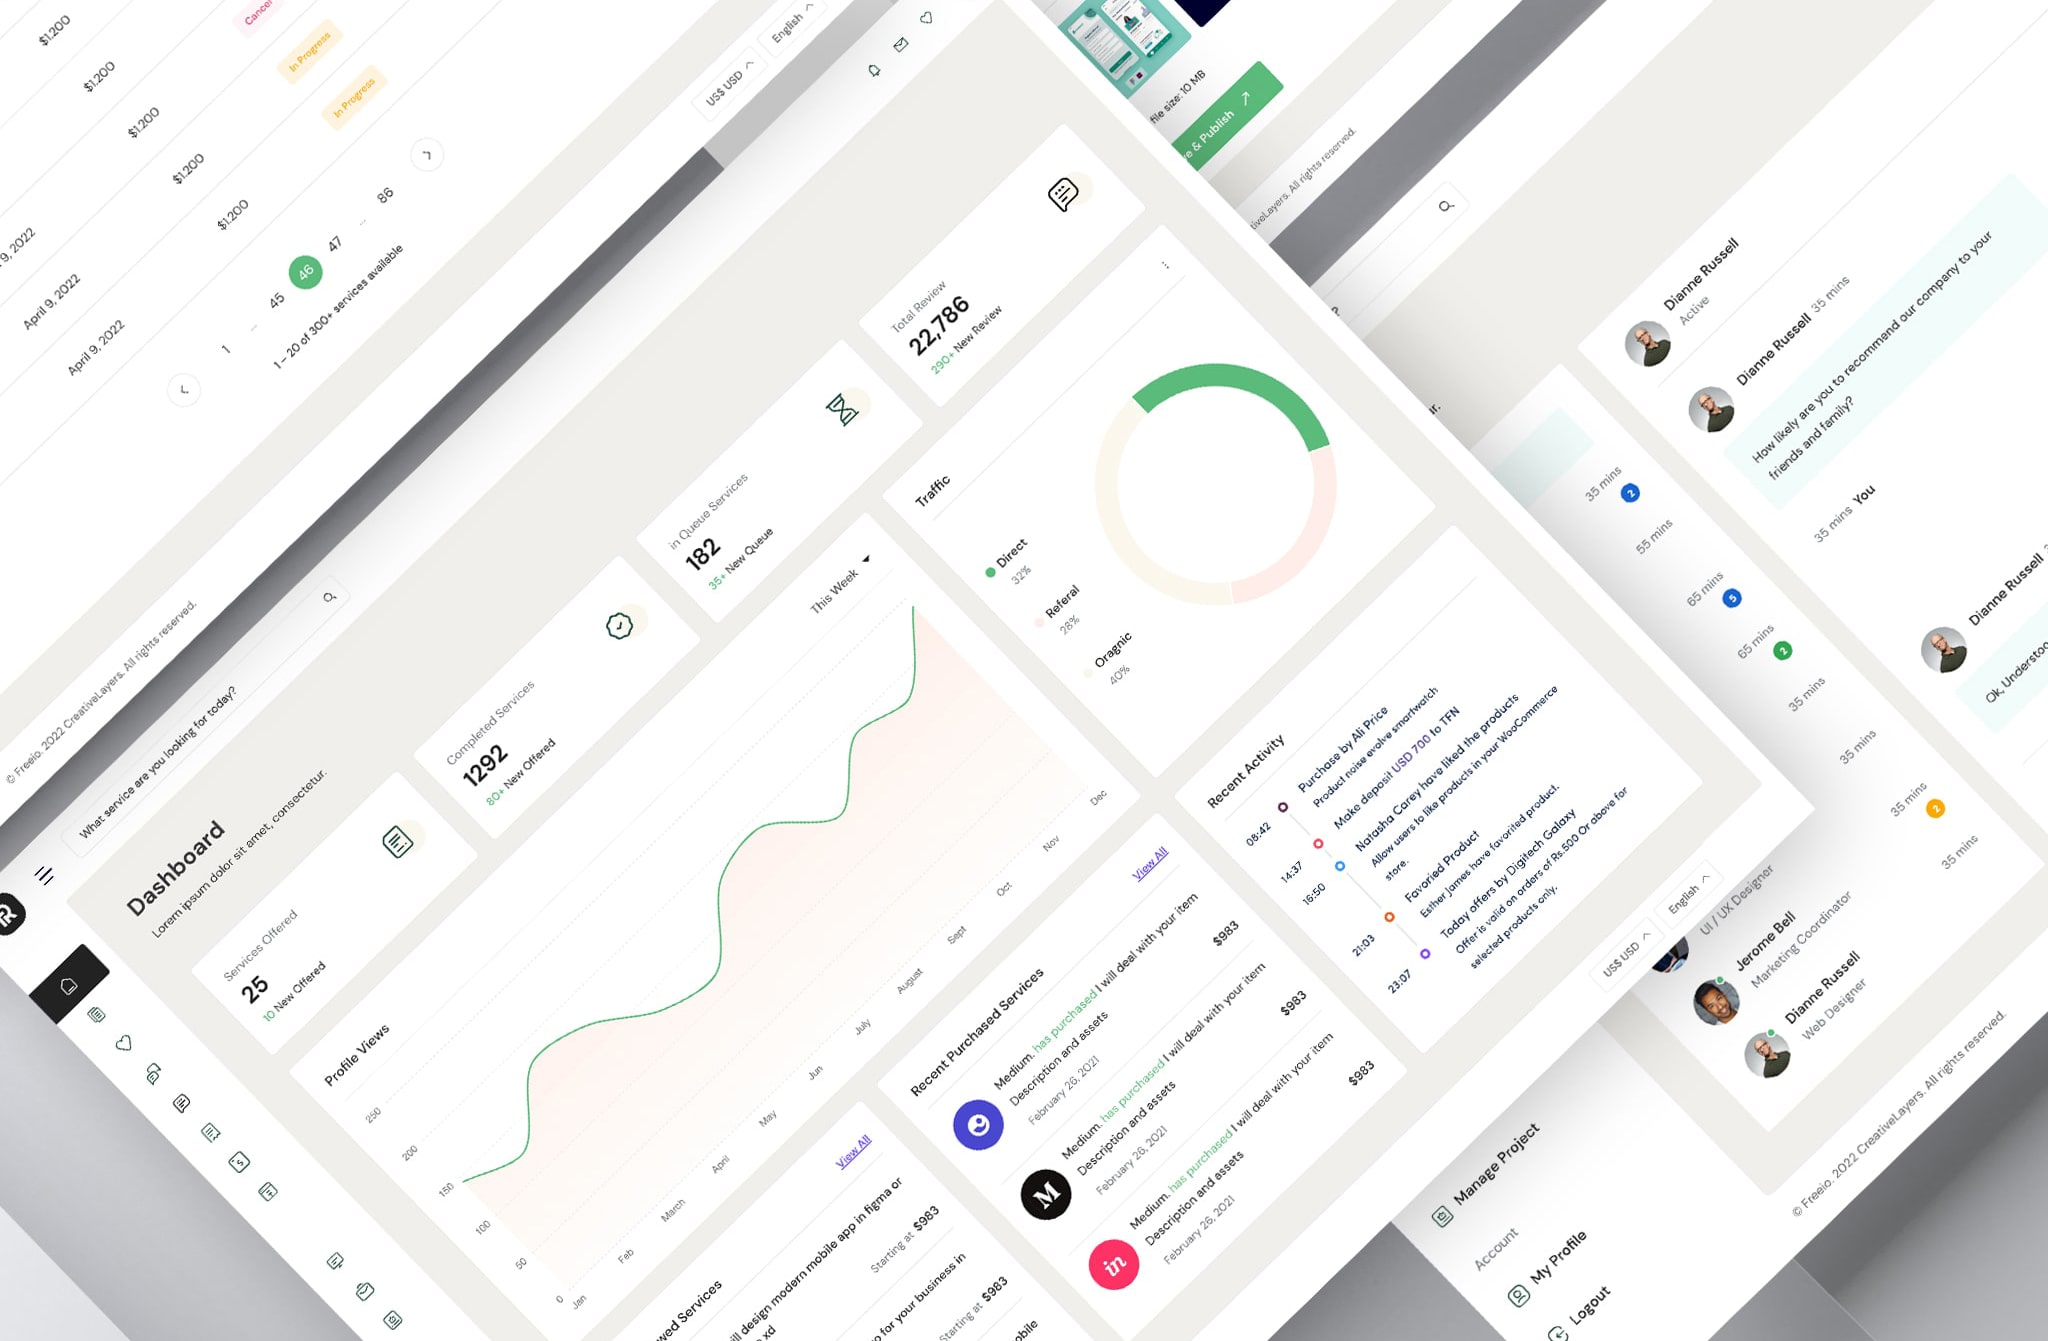 $1,200
$1,200
$1,200
$1,200
$1,200
In Progress
In Progress
9, 2022
April 9, 2022
April 9, 2022
1
...
45
46
47
...
86
1 – 20 of 300+ services available
© Freeio. 2022 CreativeLayers. All rights reserved.
US$ USD
English
What service are you looking for today?
Dashboard
Lorem ipsum dolor sit amet, consectetur.
Services Offered
25
10 New Offered
Completed Services
1292
80+ New Offered
in Queue Services
182
35+ New Queue
Total Review
22,786
290+ New Review
Profile Views
This Week
250
200
150
100
50
0
Jan
Feb
March
April
May
Jun
July
August
Sept
Oct
Nov
Dec
Traffic
Direct
32%
Referal
28%
Oragnic
40%
wed Services
View All
ll design modern mobile app in figma or
xd
Starting at $983
o for your business in
Starting at $983
obile
Recent Purchased Services
View All
Medium. has purchased I will deal with your item
Description and assets
February 26, 2021
$983
Medium. has purchased I will deal with your item
Description and assets
February 26, 2021
$983
Medium. has purchased I will deal with your item
Description and assets
February 26, 2021
$983
M
in
Recent Activity
08:42
Purchase by Ali Price
Product noise evolve smartwatch
14:37
Make deposit USD 700 to TFN
16:50
Natasha Carey have liked the products
Allow users to like products in your WooCommerce
store.
21:03
Favoried Product
Esther James have favorited product.
23:07
Today offers by Digitech Galaxy
Offer is valid on orders of Rs.500 Or above for
selected products only.
US$ USD
English
file size: 10 MB
e & Publish
tiveLayers. All rights reserved.
Dianne Russell
Active
Dianne Russell 35 mins
How likely are you to recommend our company to your
friends and family?
35 mins You
Dianne Russell
Ok, Understoo
35 mins
2
55 mins
65 mins
5
65 mins
2
35 mins
35 mins
35 mins
2
35 mins
UI / UX Designer
Jerome Bell
Marketing Coordinator
Dianne Russell
Web Designer
© Freeio. 2022 CreativeLayers. All rights reserved.
Manage Project
Account
My Profile
Logout